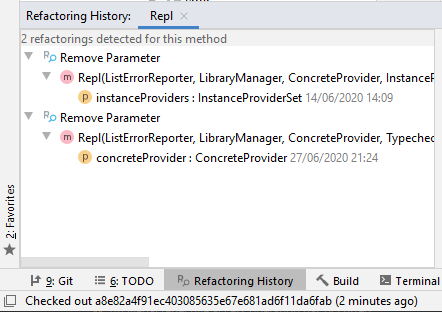 Refactoring History: Repl ×
2 refactorings detected for this method
Remove Parameter
m Repl(ListErrorReporter, LibraryManager, ConcreteProvider, InstanceP
p instanceProviders : InstanceProviderSet 14/06/2020 14:09
Remove Parameter
m Repl(ListErrorReporter, LibraryManager, ConcreteProvider, Typechec
p concreteProvider : ConcreteProvider 27/06/2020 21:24
2: Favorites
9: Git 6: TODO Refactoring History Build Terminal
Checked out a8e82a4f91ec403085635e67e681ad6f11da6fab (2 minutes ago)